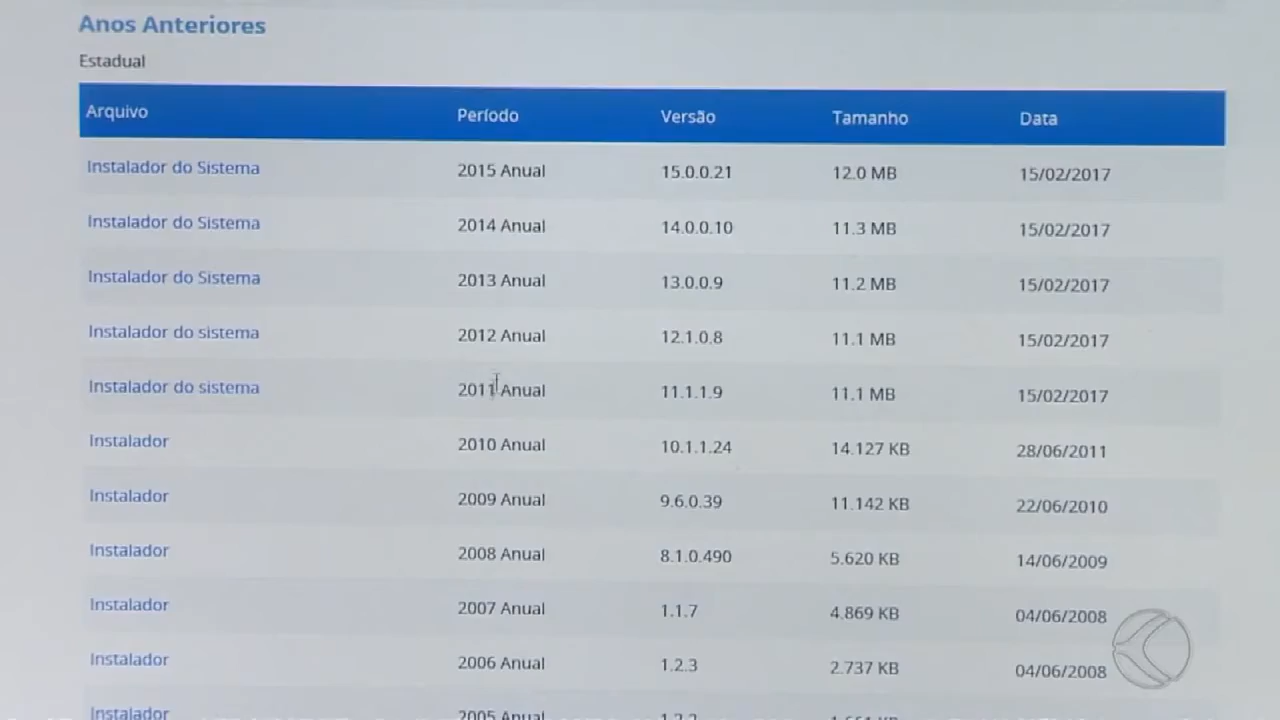 Anos Anteriores
Estadual
Arquivo Período Versão Tamanho Data
Instalador do Sistema 2015 Anual 15.0.0.21 12.0 MB 15/02/2017
Instalador do Sistema 2014 Anual 14.0.0.10 11.3 MB 15/02/2017
Instalador do Sistema 2013 Anual 13.0.0.9 11.2 MB 15/02/2017
Instalador do sistema 2012 Anual 12.1.0.8 11.1 MB 15/02/2017
Instalador do sistema 2011 Anual 11.1.1.9 11.1 MB 15/02/2017
Instalador 2010 Anual 10.1.1.24 14.127 KB 28/06/2011
Instalador 2009 Anual 9.6.0.39 11.142 KB 22/06/2010
Instalador 2008 Anual 8.1.0.490 5.620 KB 14/06/2009
Instalador 2007 Anual 1.1.7 4.869 KB 04/06/2008
Instalador 2006 Anual 1.2.3 2.737 KB 04/06/2008
Instalador 2005 Anual